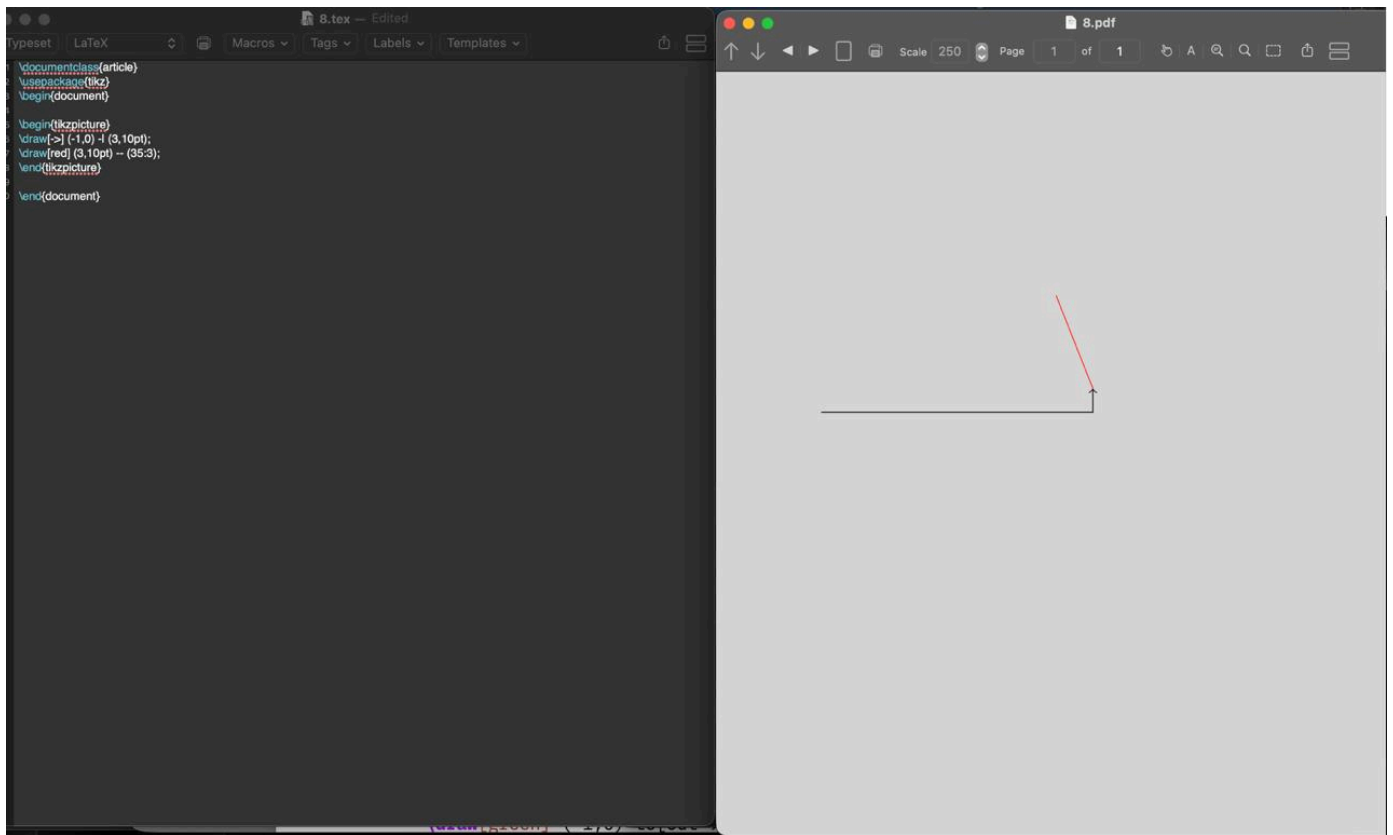 8.tex — Edited
Typeset LaTeX Macros Tags Labels Templates
\documentclass{article}
\usepackage{tikz}
\begin{document}
\begin{tikzpicture}
\draw[->] (-1,0) -| (3,10pt);
\draw[red] (3,10pt) -- (35:3);
\end{tikzpicture}
\end{document}
8.pdf
Scale 250 Page 1 of 1 A